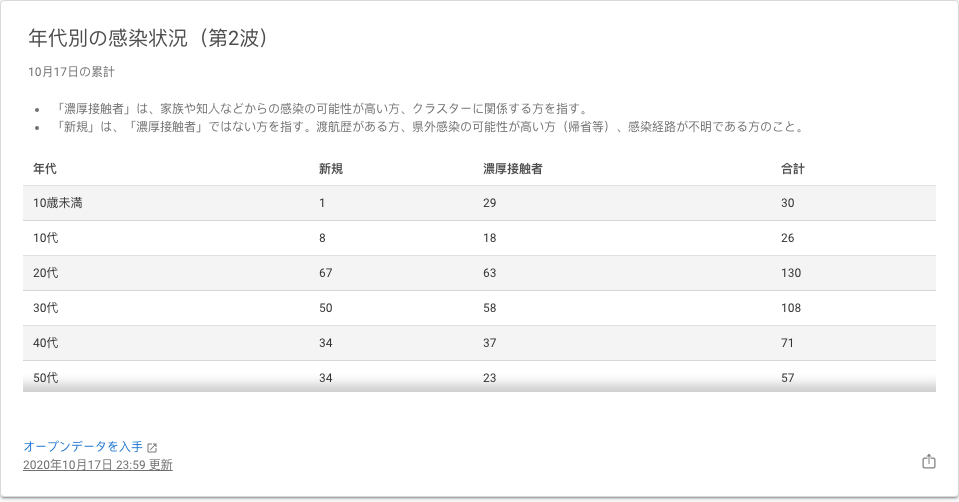 年代別の感染状況（第2波）
10月17日の累計
• 「濃厚接触者」は、家族や知人などからの感染の可能性が高い方、クラスターに関係する方を指す。
• 「新規」は、「濃厚接触者」ではない方を指す。渡航歴がある方、県外感染の可能性が高い方（帰省等）、感染経路が不明である方のこと。
年代 新規 濃厚接触者 合計
10歳未満 1 29 30
10代 8 18 26
20代 67 63 130
30代 50 58 108
40代 34 37 71
50代 34 23 57
オープンデータを入手
2020年10月17日 23:59 更新